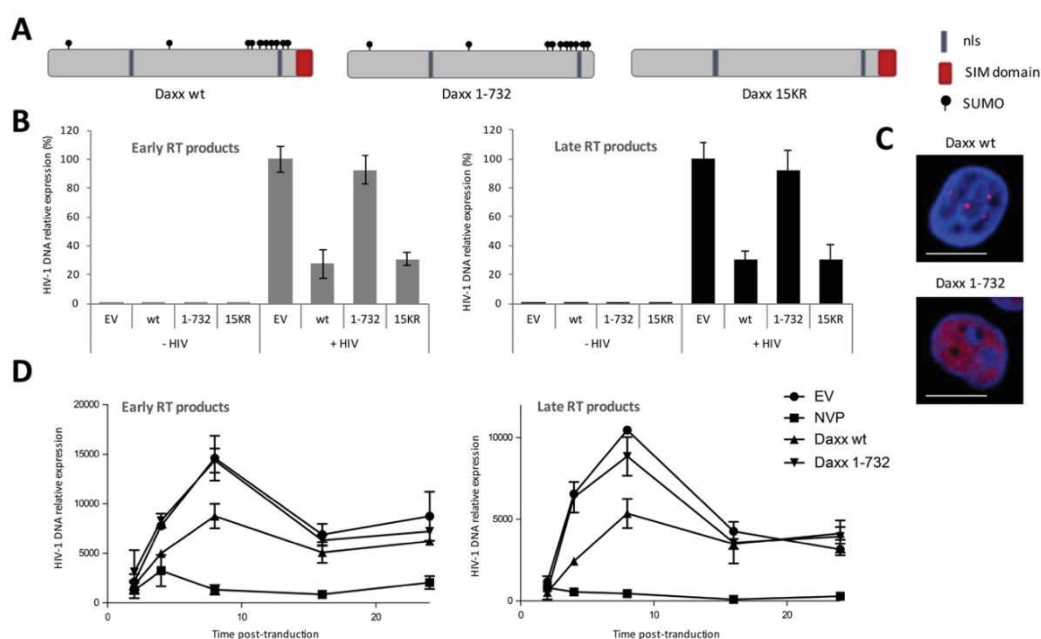 A
Daxx wt
Daxx 1-732
Daxx 15KR
nls
SIM domain
SUMO
B
Early RT products
HIV-1 DNA relative expression (%)
120
100
80
60
40
20
0
EV
wt
1-732
15KR
EV
wt
1-732
15KR
- HIV
+ HIV
Late RT products
HIV-1 DNA relative expression (%)
120
100
80
60
40
20
0
EV
wt
1-732
15KR
EV
wt
1-732
15KR
- HIV
+ HIV
C
Daxx wt
Daxx 1-732
D
Early RT products
HIV-1 DNA relative expression
20000
15000
10000
5000
0
0
10
20
Time post-tranduction
Late RT products
HIV-1 DNA relative expression
10000
5000
0
0
10
20
Time post-tranduction
EV
NVP
Daxx wt
Daxx 1-732